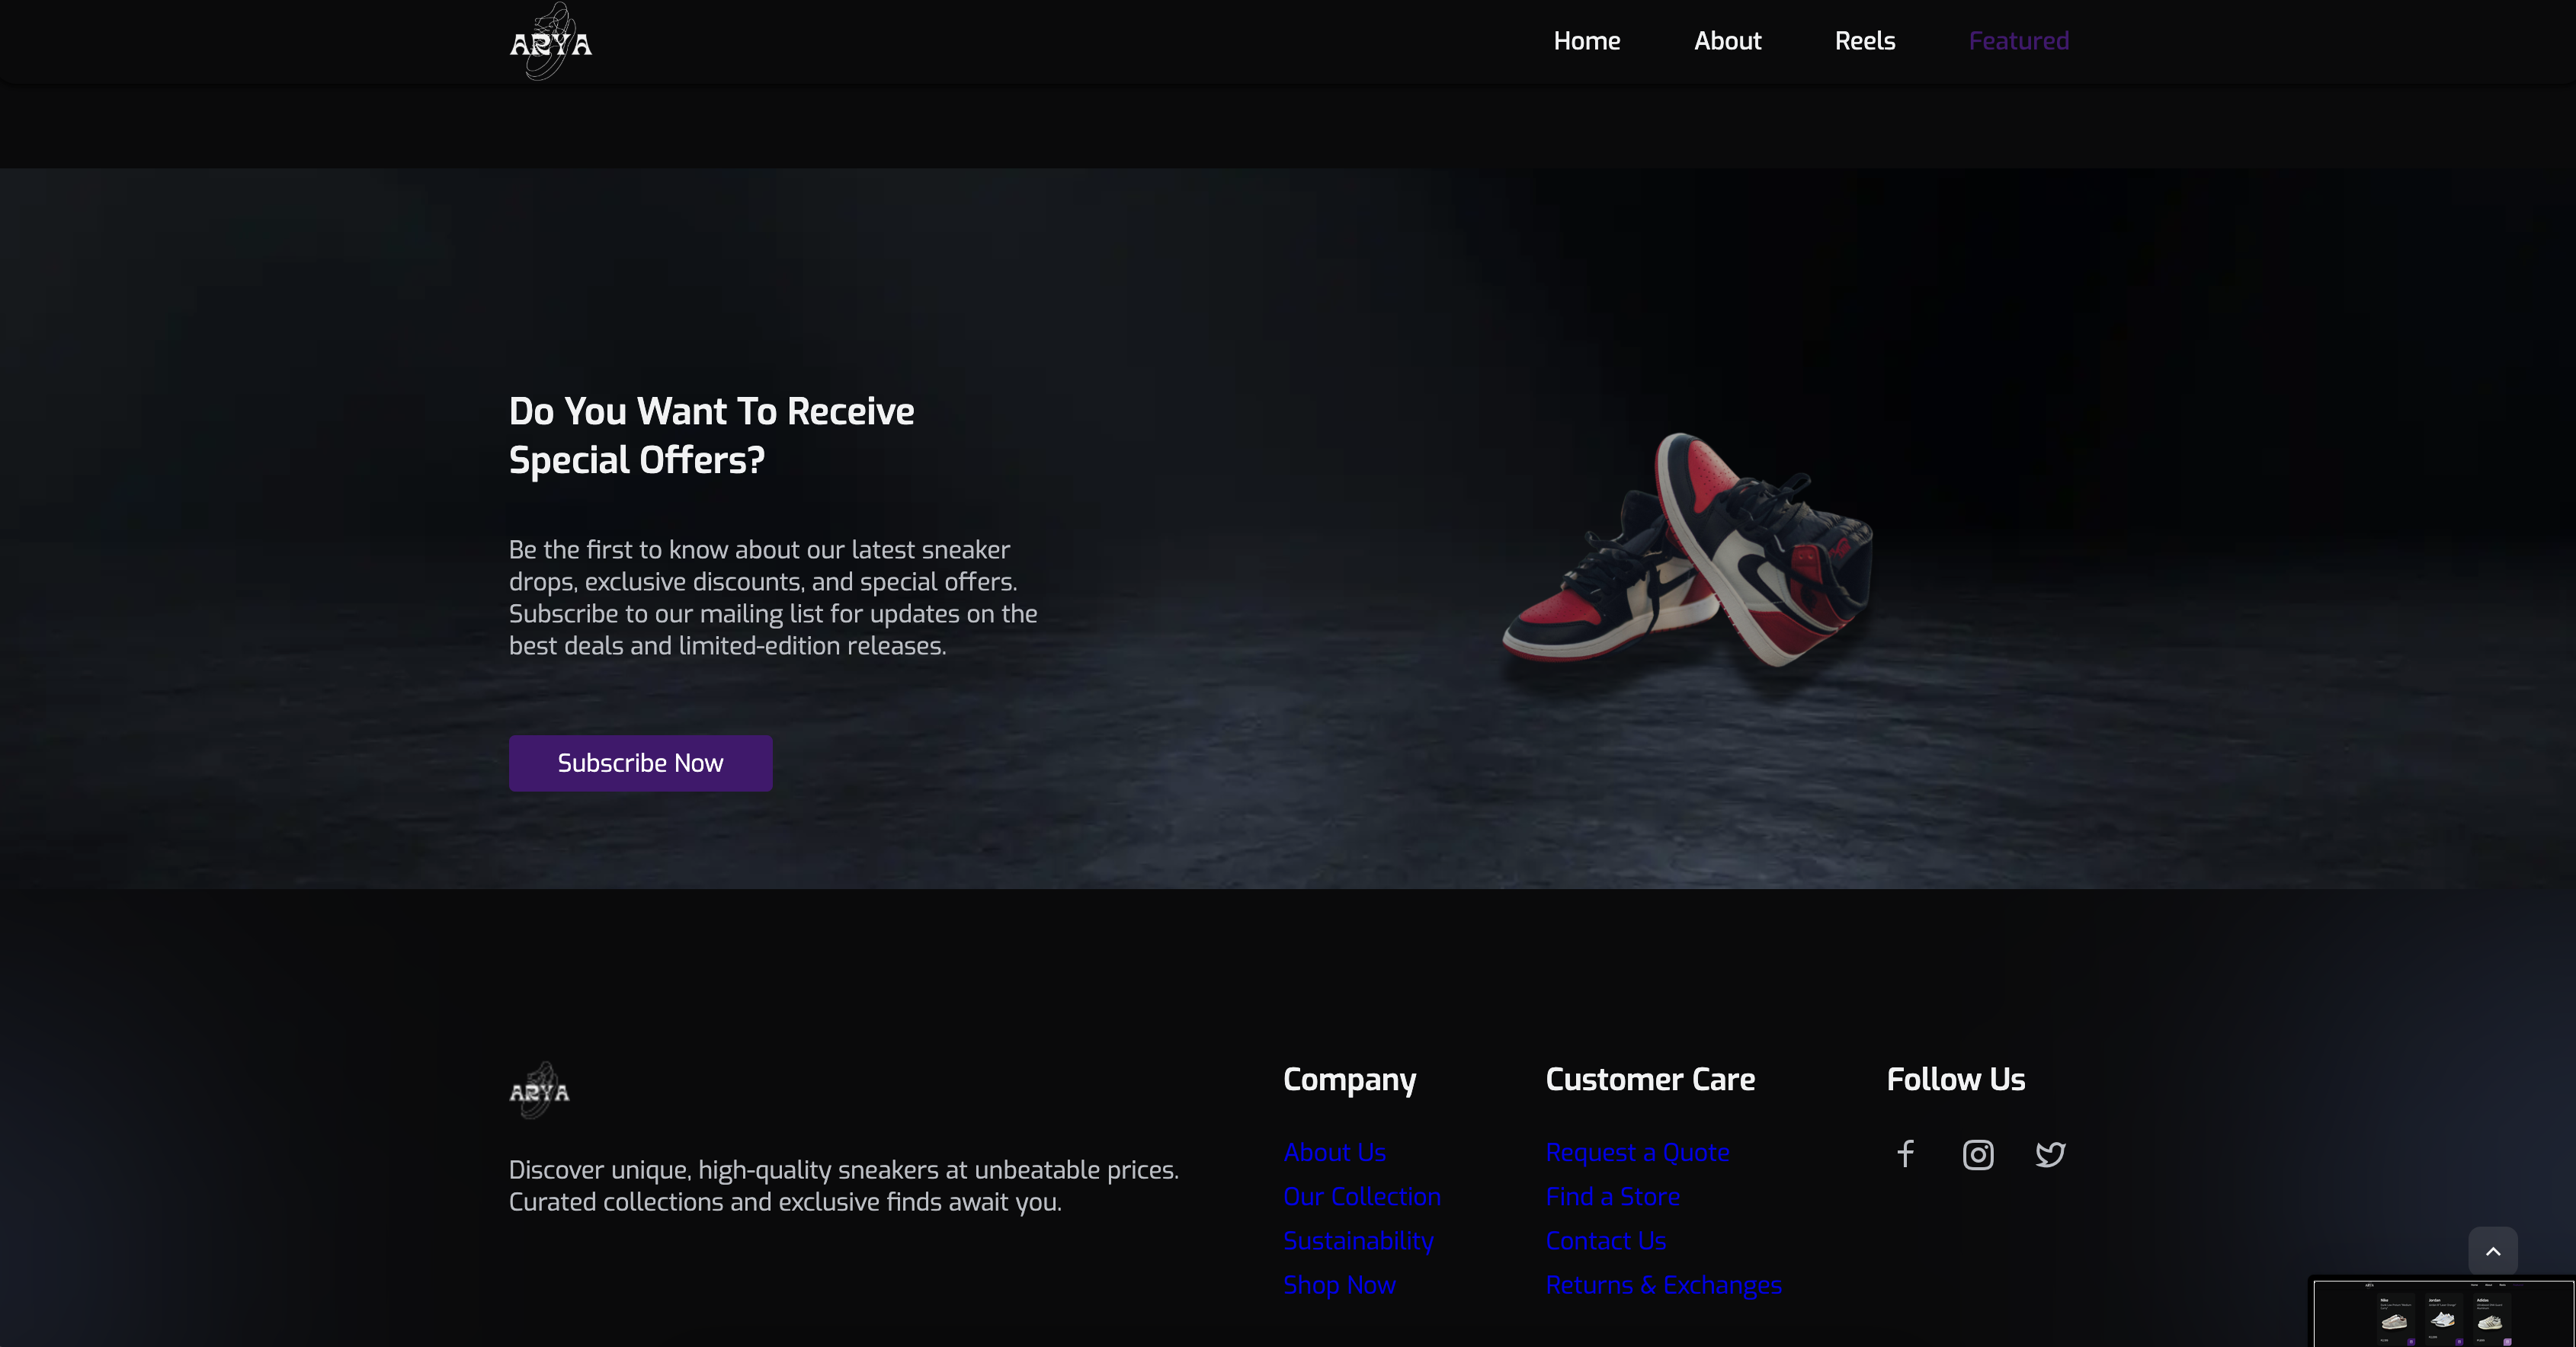 ARYA
Home
About
Reels
Featured
Do You Want To Receive
Special Offers?
Be the first to know about our latest sneaker
drops, exclusive discounts, and special offers.
Subscribe to our mailing list for updates on the
best deals and limited-edition releases.
Subscribe Now
ARYA
Discover unique, high-quality sneakers at unbeatable prices.
Curated collections and exclusive finds await you.
Company
About Us
Our Collection
Sustainability
Shop Now
Customer Care
Request a Quote
Find a Store
Contact Us
Returns & Exchanges
Follow Us
Nike
Jordan
Adidas